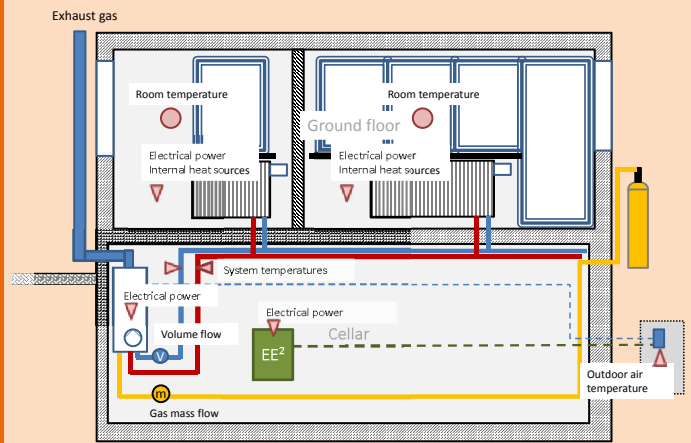 Exhaust gas
Room temperature
Room temperature
Ground floor
Electrical power
Internal heat sources
Electrical power
Internal heat sources
System temperatures
Electrical power
Electrical power
Volume flow
Cellar
V
EE²
Outdoor air
temperature
m
Gas mass flow